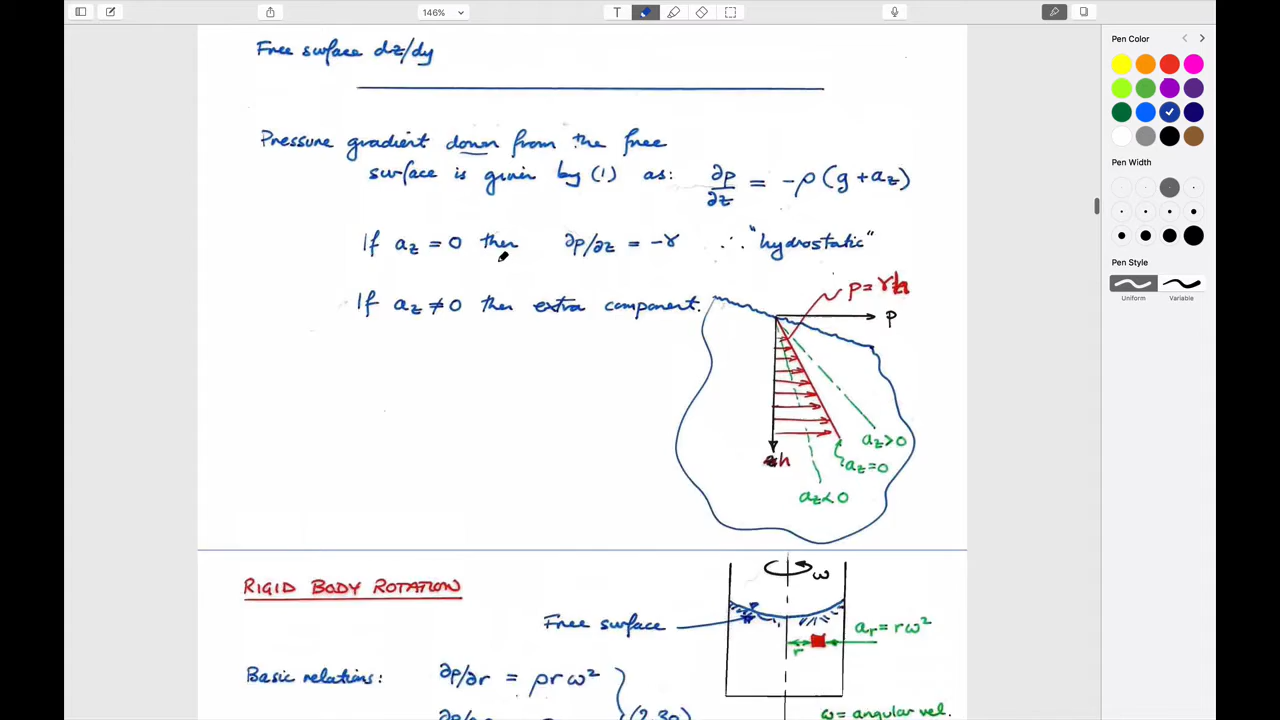 146%
T
Pen Color
Pen Width
Pen Style
Uniform
Variable
Free surface dz/dy
Pressure gradient down from the free
surface is given by (1) as: ∂p/∂z = -ρ(g + az)
If az = 0 then ∂p/∂z = -γ ∴ "hydrostatic"
If az ≠ 0 then extra component.
p = γh
p
h
az>0
az=0
az<0
RIGID BODY ROTATION
ω
Free surface
ar = rω²
r
Basic relations: ∂p/∂r = ρrω²
(2.30)
ω = angular vel.